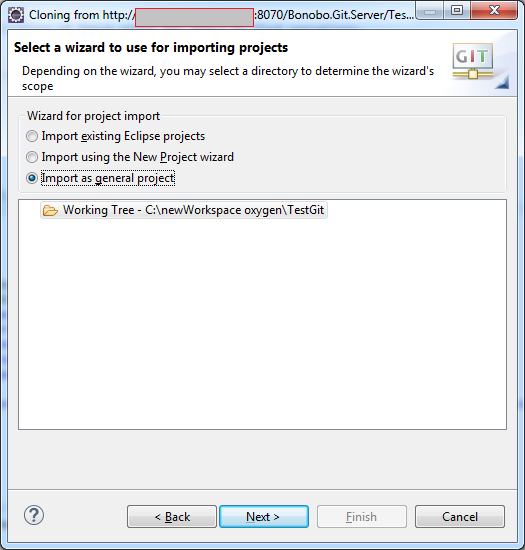 Cloning from http:// :8070/Bonobo.Git.Server/Tes...
Select a wizard to use for importing projects
Depending on the wizard, you may select a directory to determine the wizard's
scope
GIT
Wizard for project import
Import existing Eclipse projects
Import using the New Project wizard
Import as general project
Working Tree - C:\newWorkspace oxygen\TestGit
?
< Back
Next >
Finish
Cancel